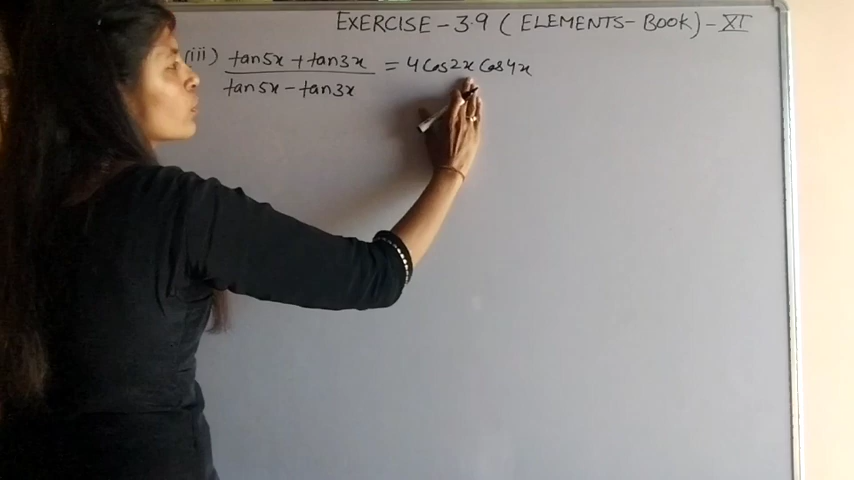 EXERCISE - 3.9 ( ELEMENTS - BOOK ) - XI
(iii) tan5x + tan3x = 4 Cos2x Cos4x
tan5x - tan3x